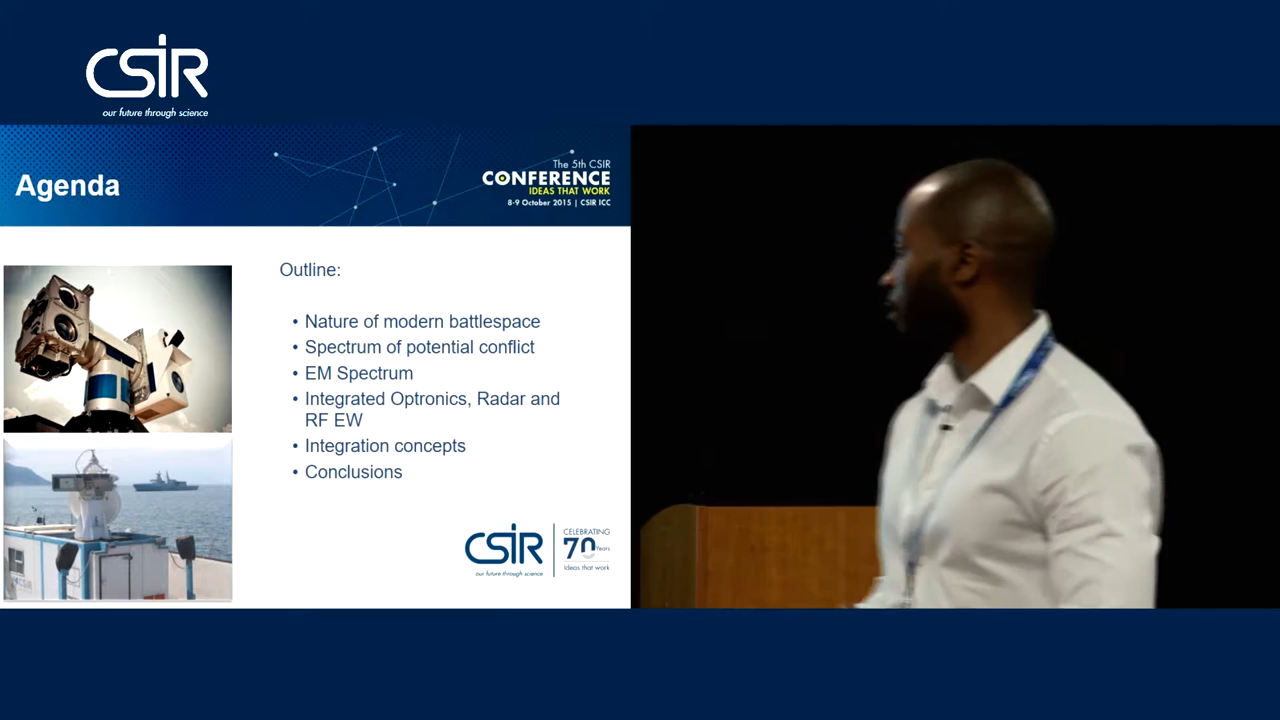 CSIR
our future through science
Agenda
The 5th CSIR
CONFERENCE
IDEAS THAT WORK
8-9 October 2015 | CSIR ICC
Outline:
• Nature of modern battlespace
• Spectrum of potential conflict
• EM Spectrum
• Integrated Optronics, Radar and
RF EW
• Integration concepts
• Conclusions
CSIR
our future through science
CELEBRATING
70 Years
Ideas that work